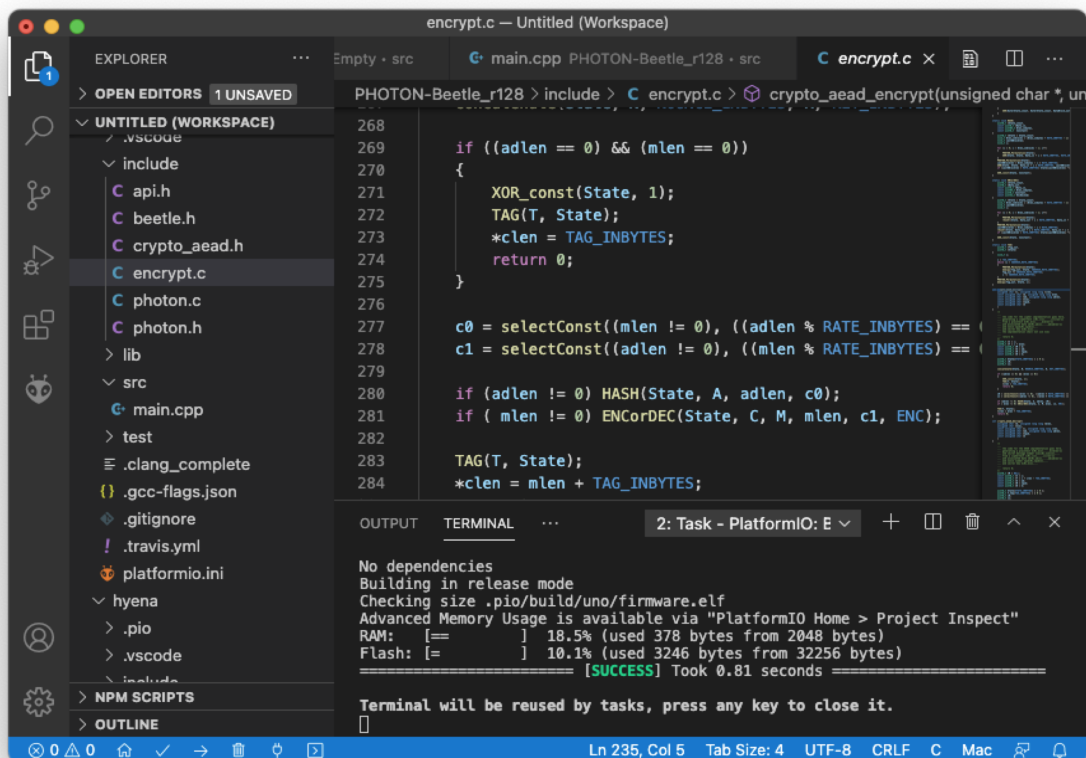 encrypt.c — Untitled (Workspace)
EXPLORER
Empty • src
main.cpp PHOTON-Beetle_r128 • src
encrypt.c
OPEN EDITORS 1 UNSAVED
PHOTON-Beetle_r128 > include > C encrypt.c > crypto_aead_encrypt(unsigned char *, un
UNTITLED (WORKSPACE)
.vscode
include
C api.h
C beetle.h
C crypto_aead.h
C encrypt.c
C photon.c
C photon.h
lib
src
main.cpp
test
.clang_complete
{} .gcc-flags.json
.gitignore
! .travis.yml
platformio.ini
hyena
.pio
.vscode
include
NPM SCRIPTS
OUTLINE
268
269 if ((adlen == 0) && (mlen == 0))
270 {
271 XOR_const(State, 1);
272 TAG(T, State);
273 *clen = TAG_INBYTES;
274 return 0;
275 }
276
277 c0 = selectConst((mlen != 0), ((adlen % RATE_INBYTES) ==
278 c1 = selectConst((adlen != 0), ((mlen % RATE_INBYTES) ==
279
280 if (adlen != 0) HASH(State, A, adlen, c0);
281 if ( mlen != 0) ENCorDEC(State, C, M, mlen, c1, ENC);
282
283 TAG(T, State);
284 *clen = mlen + TAG_INBYTES;
OUTPUT TERMINAL ··· 2: Task - PlatformIO: E
No dependencies
Building in release mode
Checking size .pio/build/uno/firmware.elf
Advanced Memory Usage is available via "PlatformIO Home > Project Inspect"
RAM: [== ] 18.5% (used 378 bytes from 2048 bytes)
Flash: [= ] 10.1% (used 3246 bytes from 32256 bytes)
======================== [SUCCESS] Took 0.81 seconds ========================
Terminal will be reused by tasks, press any key to close it.
0 0 Ln 235, Col 5 Tab Size: 4 UTF-8 CRLF C Mac